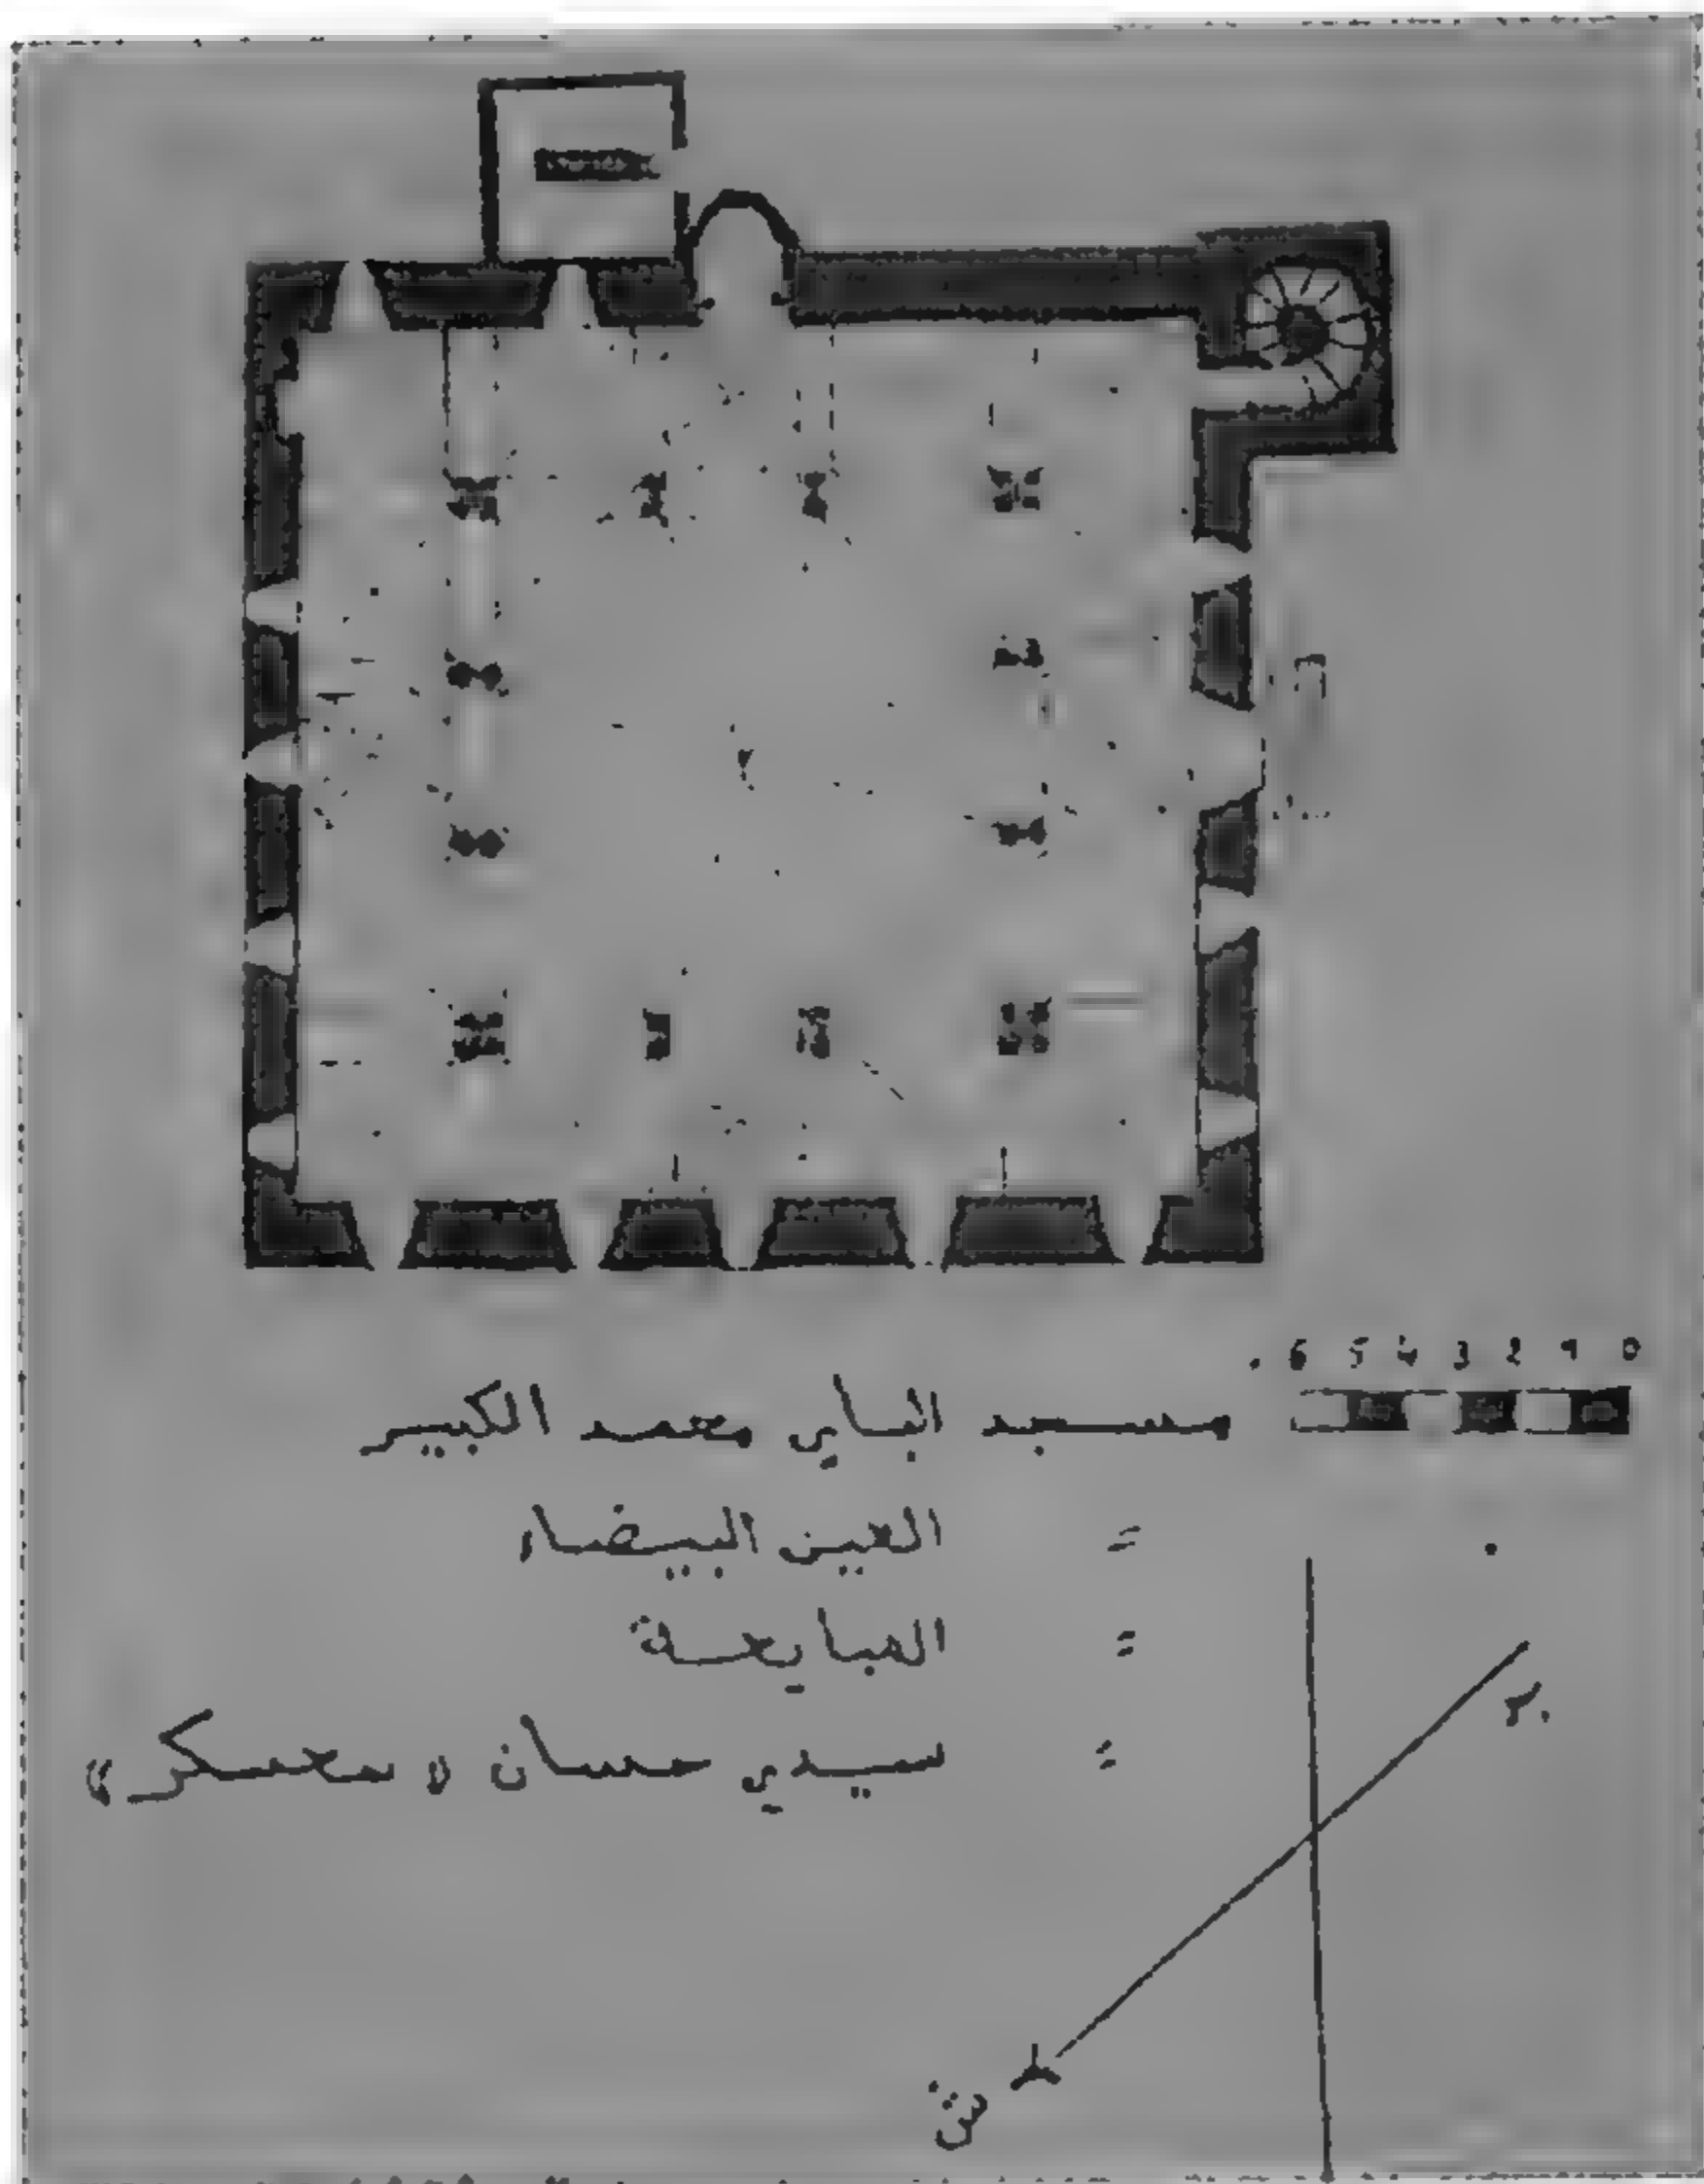 6 5 4 3 2 1 0
مسجد الباي محمد الكبير
= العين البيضاء
= المبايعة
= سيدي حسان « معسكر »
ج
ش